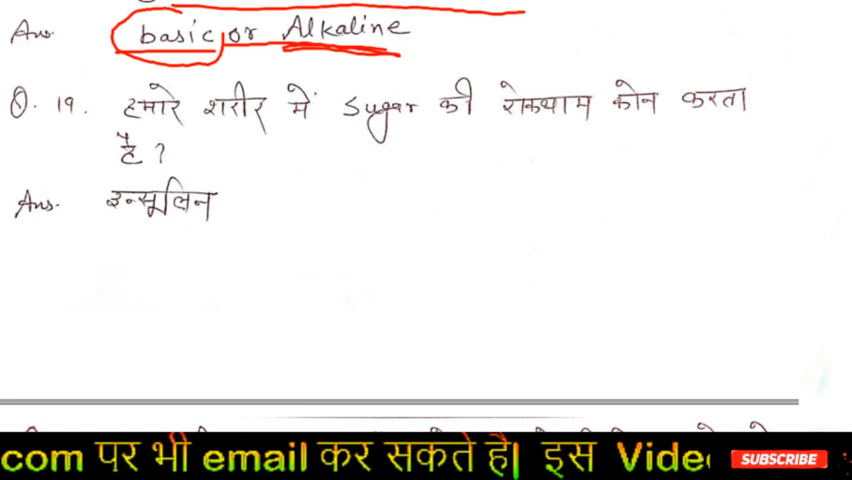 Ans. basic or Alkaline
Q. 19. हमारे शरीर में sugar की रोकथाम कोन करता
है ?
Ans. इन्सूलिन
com पर भी email कर सकते है। इस Vide
SUBSCRIBE